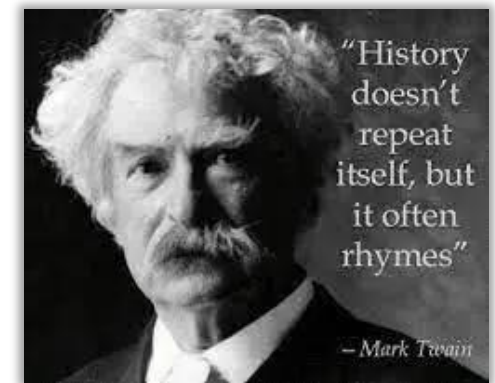 “History
doesn’t
repeat
itself, but
it often
rhymes”
– Mark Twain